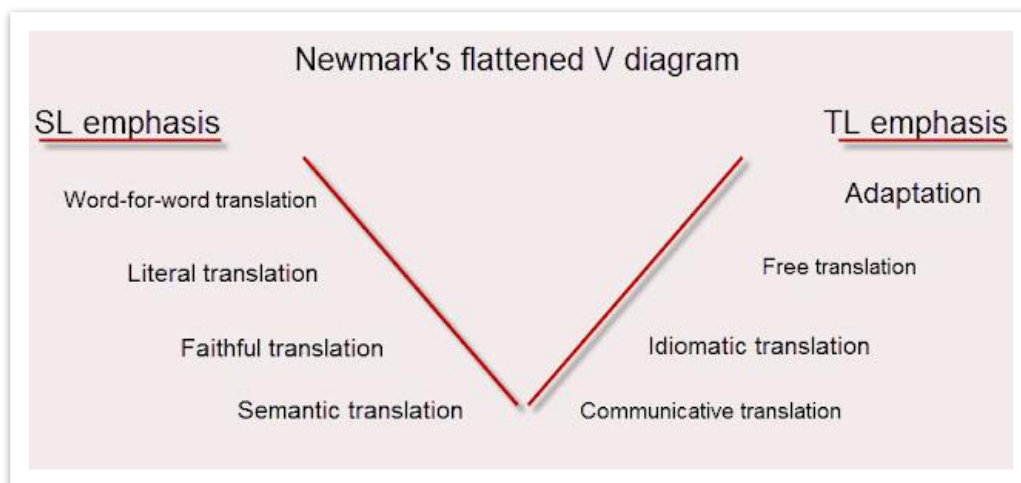 Newmark's flattened V diagram
SL emphasis
TL emphasis
Word-for-word translation
Adaptation
Literal translation
Free translation
Faithful translation
Idiomatic translation
Semantic translation
Communicative translation